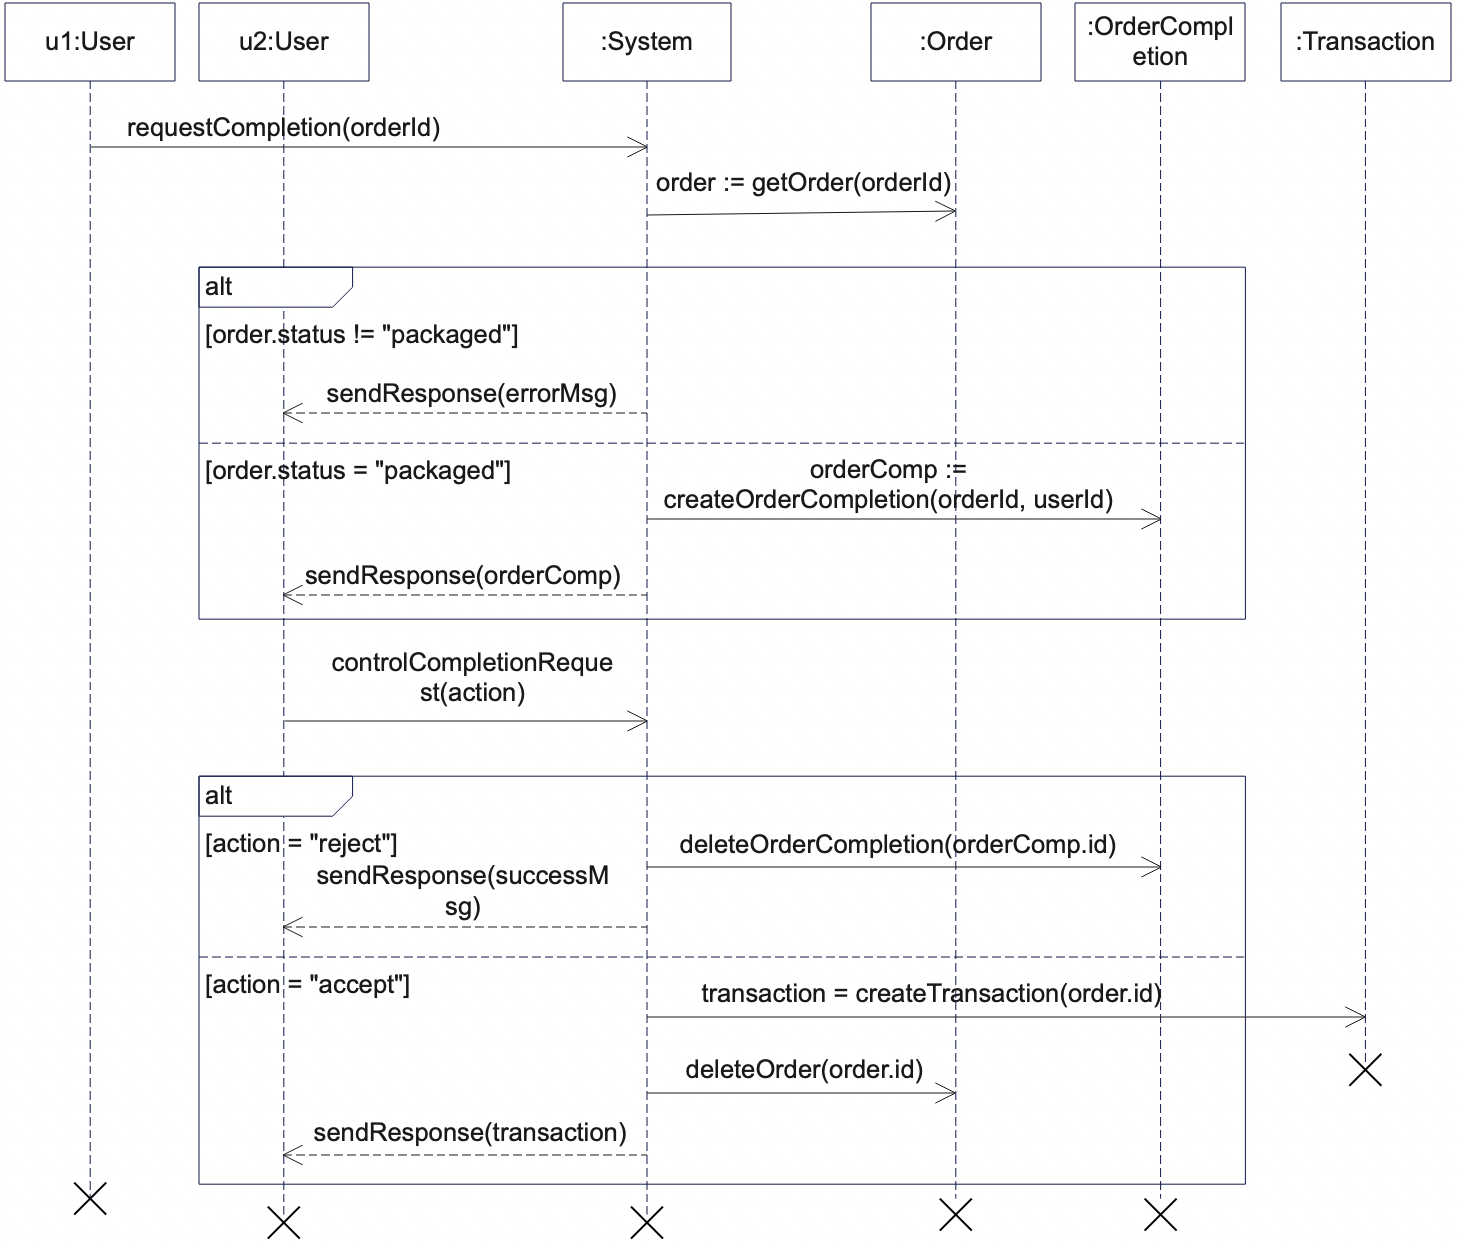 u1:User
u2:User
:System
:Order
:OrderCompl
etion
:Transaction
requestCompletion(orderId)
order := getOrder(orderId)
alt
[order.status != "packaged"]
sendResponse(errorMsg)
[order.status = "packaged"]
orderComp :=
createOrderCompletion(orderId, userId)
sendResponse(orderComp)
controlCompletionReque
st(action)
alt
[action = "reject"]
deleteOrderCompletion(orderComp.id)
sendResponse(successM
sg)
[action = "accept"]
transaction = createTransaction(order.id)
deleteOrder(order.id)
sendResponse(transaction)